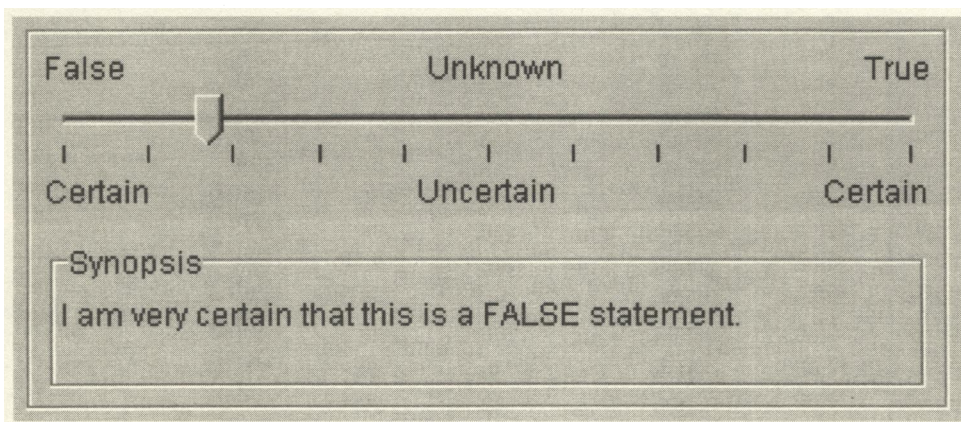 False Unknown True
Certain Uncertain Certain
Synopsis
I am very certain that this is a FALSE statement.